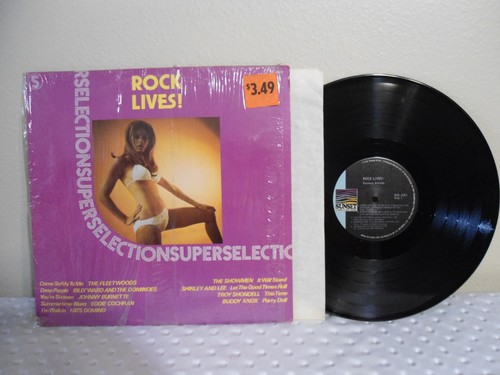 S
ROCK
LIVES!
$3.49
RSELECTIONSUPERSELECTIONSUPERSELECTIO
Come Softly To Me THE FLEETWOODS
Deep Purple BILLY WARD AND THE DOMINOES
You're Sixteen JOHNNY BURNETTE
Summertime Blues EDDIE COCHRAN
I'm Walkin FATS DOMINO
THE SHOWMEN It Will Stand
SHIRLEY AND LEE Let The Good Times Roll
TROY SHONDELL This Time
BUDDY KNOX Party Doll
ROCK LIVES!
SUNSET